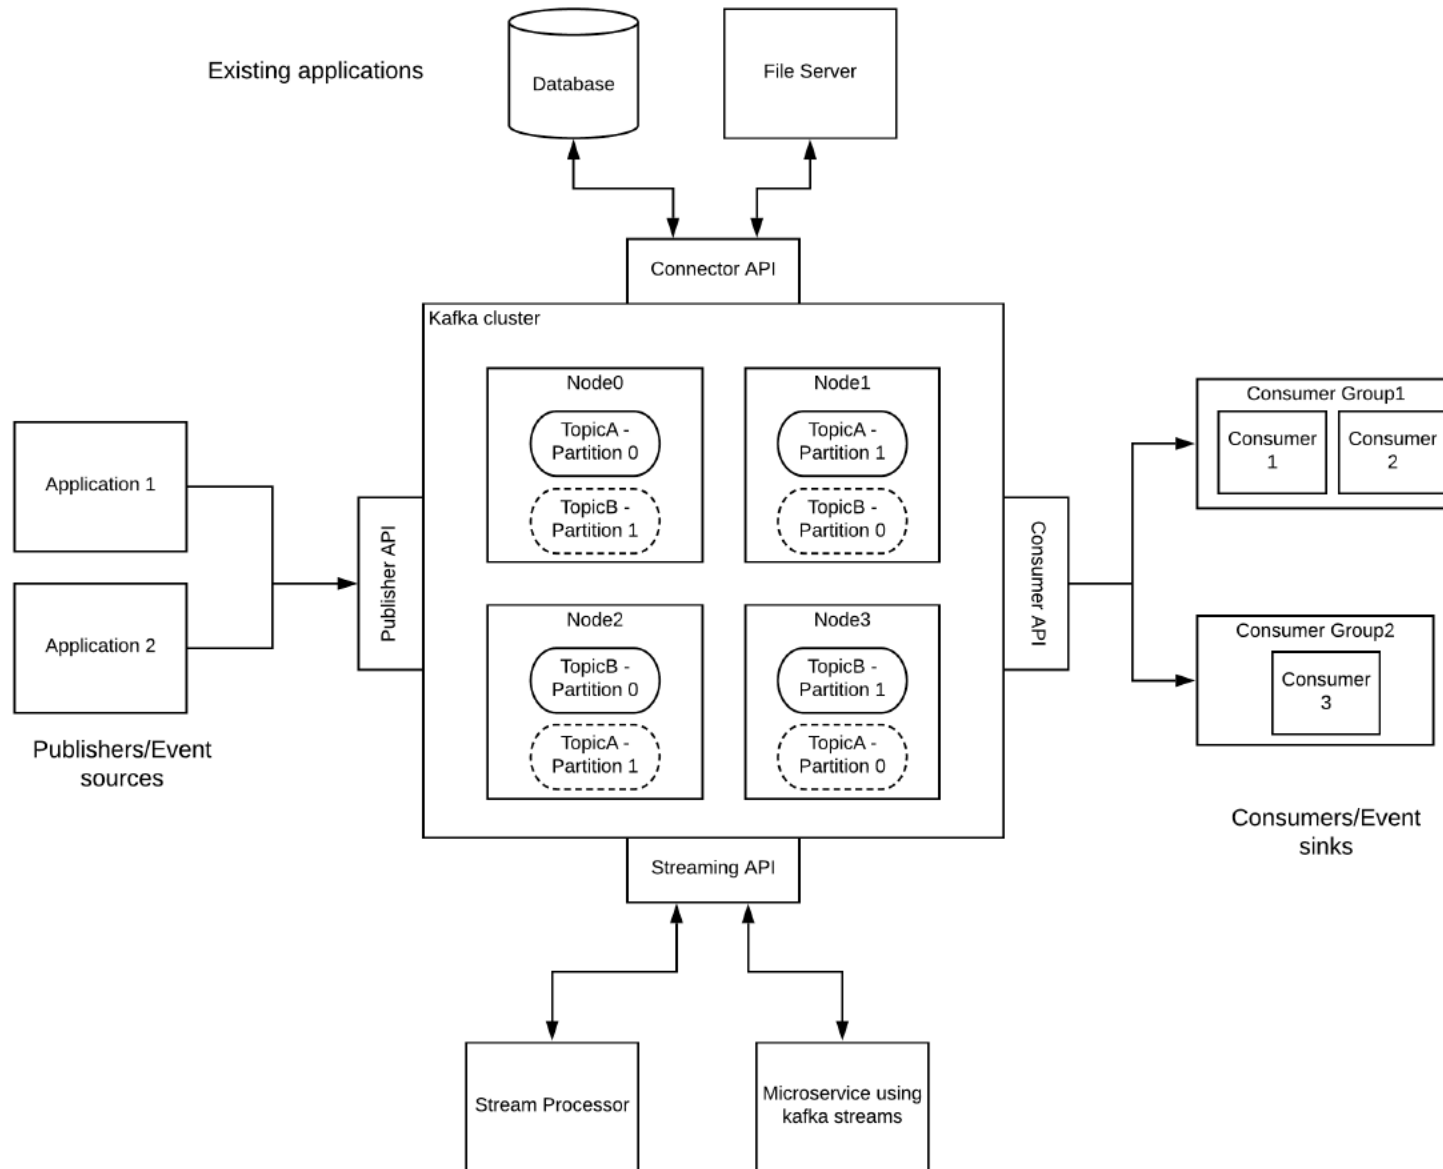 Existing applications
Database
File Server
Connector API
Kafka cluster
Node0
TopicA -
Partition 0
TopicB -
Partition 1
Node1
TopicA -
Partition 1
TopicB -
Partition 0
Node2
TopicB -
Partition 0
TopicA -
Partition 1
Node3
TopicB -
Partition 1
TopicA -
Partition 0
Application 1
Application 2
Publishers/Event
sources
Publisher API
Consumer API
Consumer Group1
Consumer
1
Consumer
2
Consumer Group2
Consumer
3
Consumers/Event
sinks
Streaming API
Stream Processor
Microservice using
kafka streams